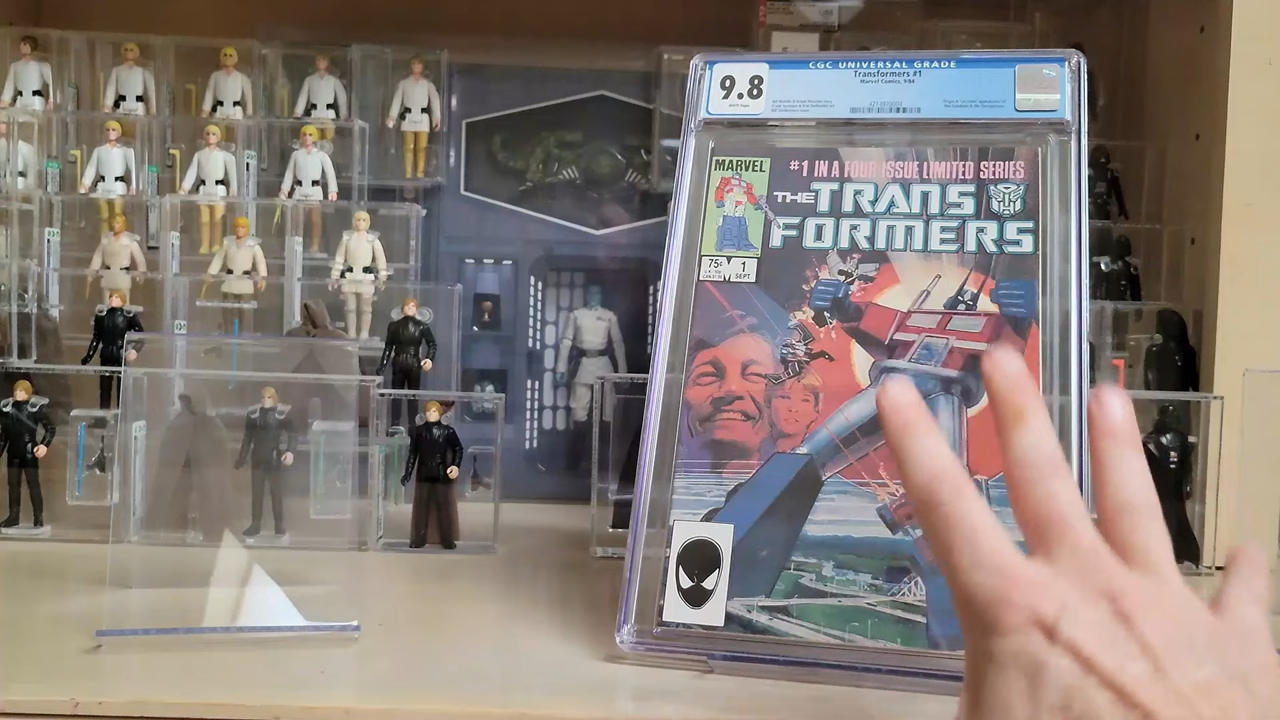 CGC UNIVERSAL GRADE
9.8
WHITE Pages
Transformers #1
Marvel Comics, 9/84
MARVEL
#1 IN A FOUR ISSUE LIMITED SERIES
THE TRANS
FORMERS
75¢
1
SEPT.